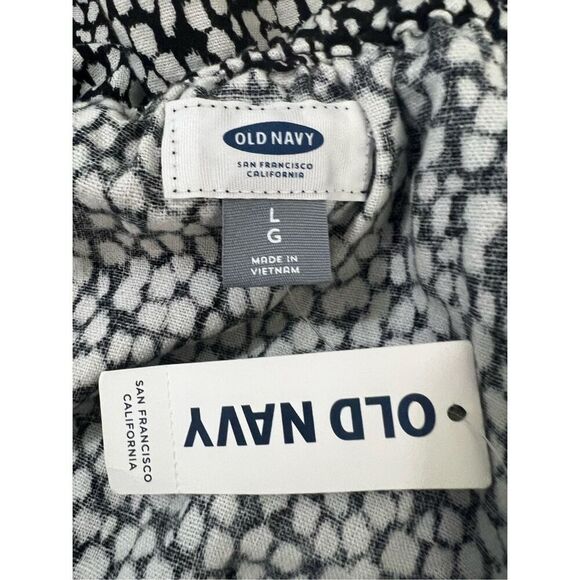 OLD NAVY
SAN FRANCISCO
CALIFORNIA
L
G
MADE IN
VIETNAM
OLD NAVY
SAN FRANCISCO
CALIFORNIA